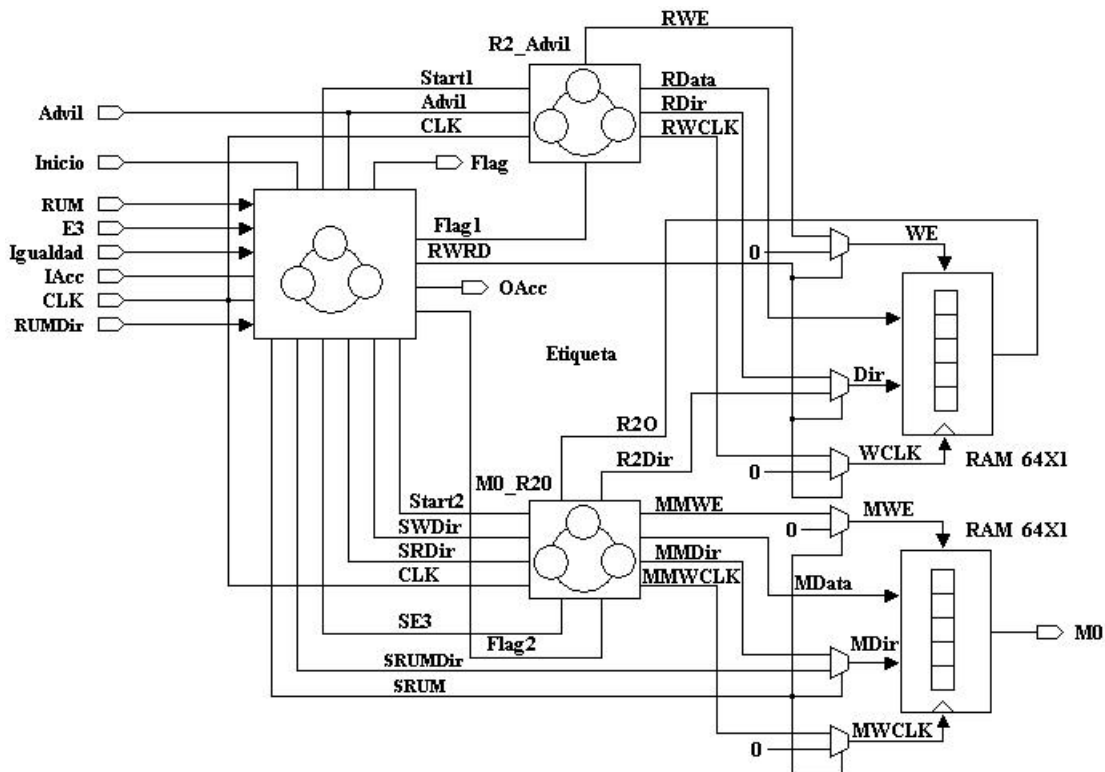 RWE
R2_Advil
Start1
RData
Advil
Advil
RDir
CLK
RWCLK
Inicio
Flag
RUM
E3
Flag1
WE
Igualdad
RWRD
0
IAcc
CLK
OAcc
RUMDir
Etiqueta
Dir
R2O
R2Dir
WCLK
RAM 64X1
0
M0_R20
Start2
MMWE
MWE
RAM 64X1
SWDir
0
SRDir
MMDir
CLK
MMWCLK
MData
SE3
M0
Flag2
MDir
SRUMDir
SRUM
MWCLK
0